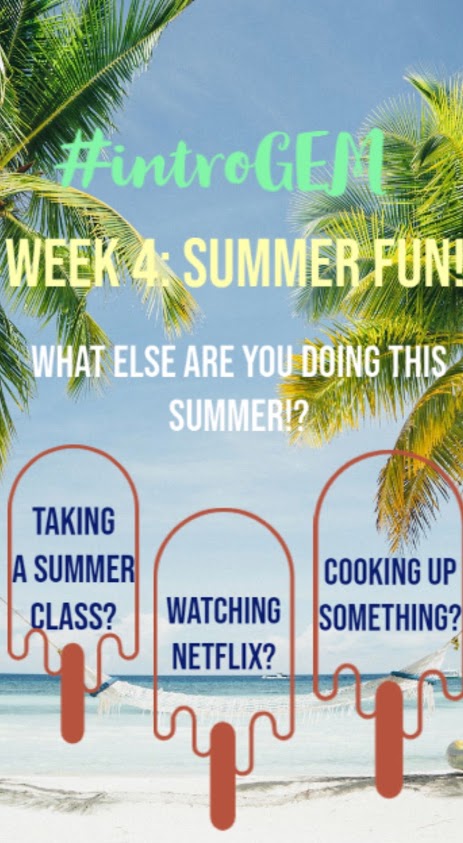 #introGEM
WEEK 4: SUMMER FUN!
WHAT ELSE ARE YOU DOING THIS
SUMMER!?
TAKING
A SUMMER
CLASS?
WATCHING
NETFLIX?
COOKING UP
SOMETHING?